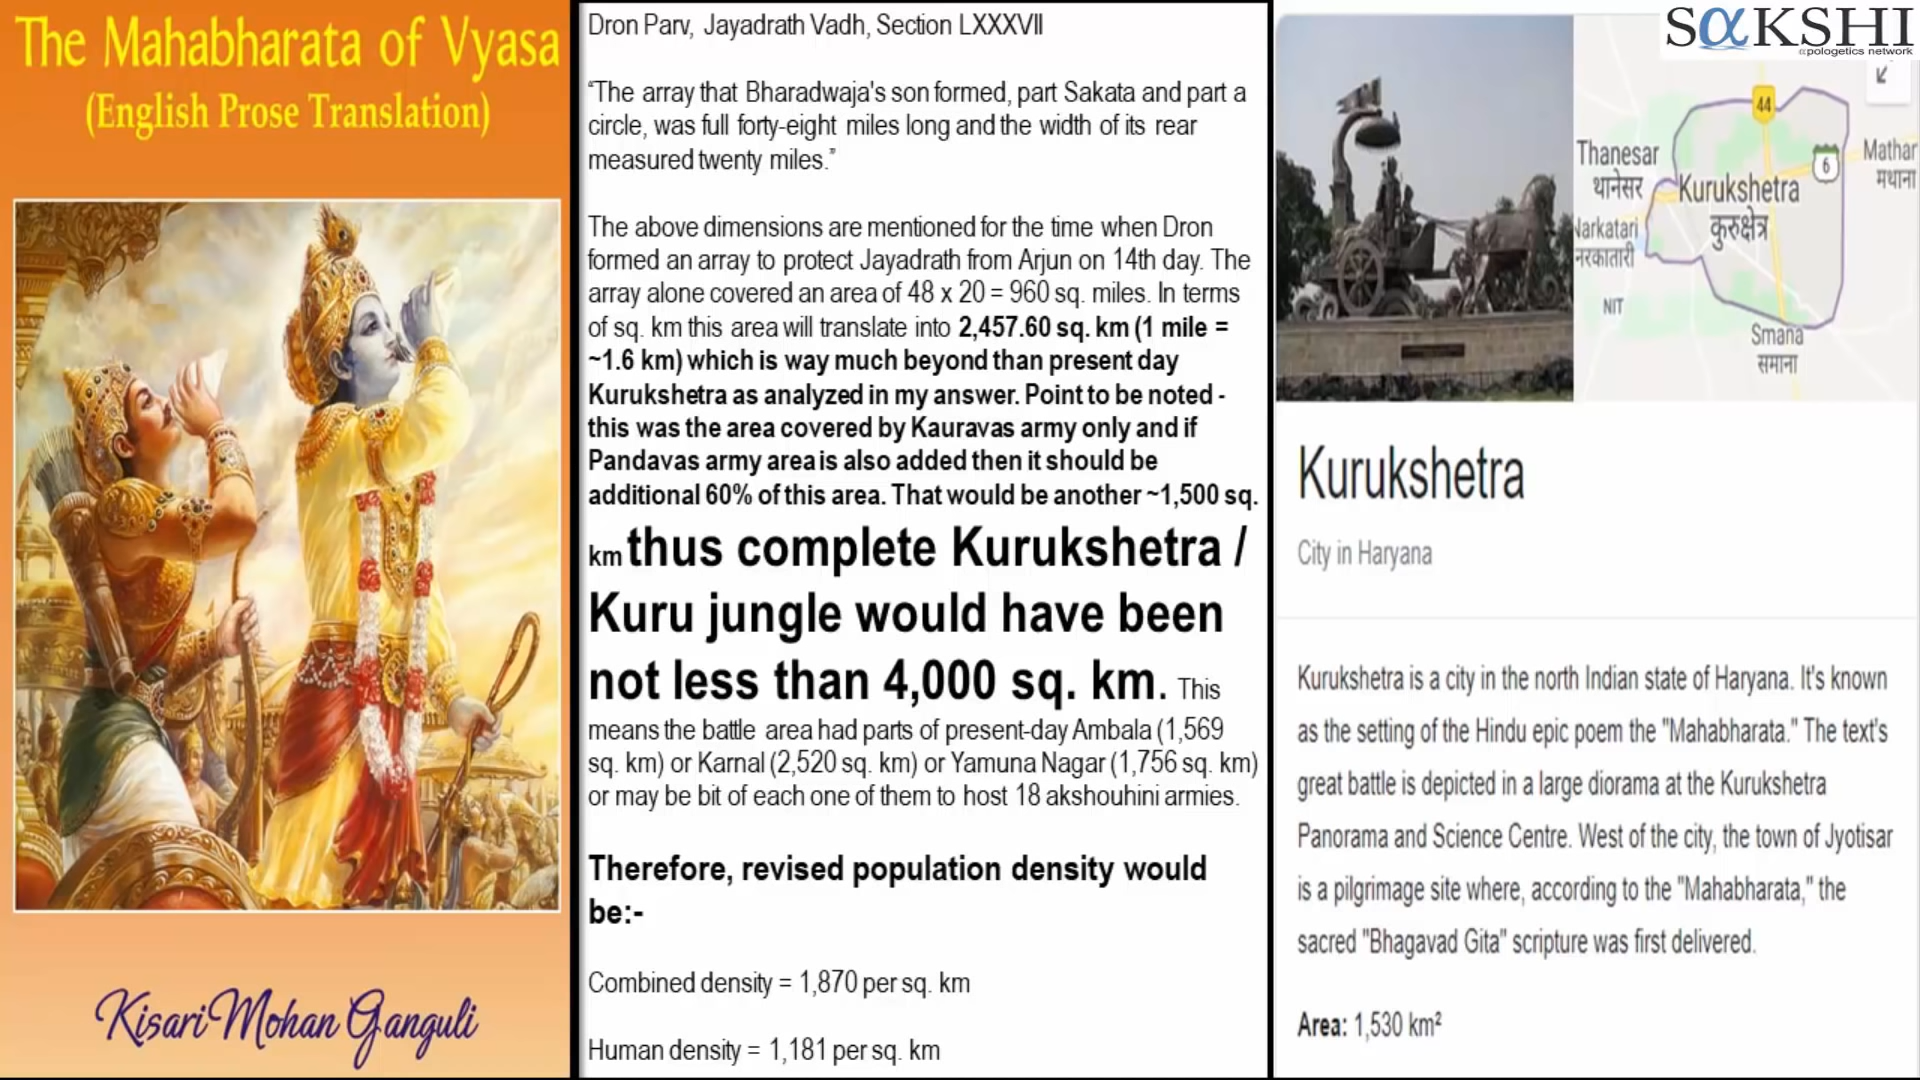 The Mahabharata of Vyasa
(English Prose Translation)
Kisari Mohan Ganguli
Dron Parv, Jayadrath Vadh, Section LXXXVII
“The array that Bharadwaja's son formed, part Sakata and part a
circle, was full forty-eight miles long and the width of its rear
measured twenty miles.”
The above dimensions are mentioned for the time when Dron
formed an array to protect Jayadrath from Arjun on 14th day. The
array alone covered an area of 48 x 20 = 960 sq. miles. In terms
of sq. km this area will translate into 2,457.60 sq. km (1 mile =
~1.6 km) which is way much beyond than present day
Kurukshetra as analyzed in my answer. Point to be noted -
this was the area covered by Kauravas army only and if
Pandavas army area is also added then it should be
additional 60% of this area. That would be another ~1,500 sq.
km thus complete Kurukshetra /
Kuru jungle would have been
not less than 4,000 sq. km. This
means the battle area had parts of present-day Ambala (1,569
sq. km) or Karnal (2,520 sq. km) or Yamuna Nagar (1,756 sq. km)
or may be bit of each one of them to host 18 akshouhini armies.
Therefore, revised population density would
be:-
Combined density = 1,870 per sq. km
Human density = 1,181 per sq. km
SαKSHI
αpologetics network
44
Thanesar
थानेसर
6
Mathan
मथाना
Kurukshetra
कुरुक्षेत्र
Narkatari
नरकातारी
NIT
Smana
समाना
Kurukshetra
City in Haryana
Kurukshetra is a city in the north Indian state of Haryana. It's known
as the setting of the Hindu epic poem the "Mahabharata." The text's
great battle is depicted in a large diorama at the Kurukshetra
Panorama and Science Centre. West of the city, the town of Jyotisar
is a pilgrimage site where, according to the "Mahabharata," the
sacred "Bhagavad Gita" scripture was first delivered.
Area: 1,530 km²